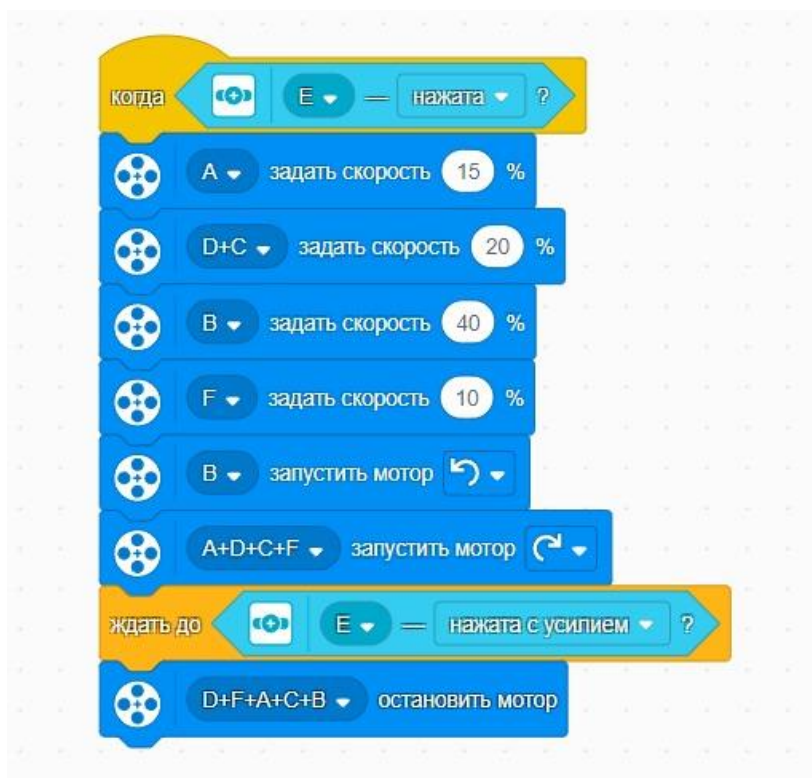 когда E — нажата ?
A задать скорость 15 %
D+C задать скорость 20 %
B задать скорость 40 %
F задать скорость 10 %
B запустить мотор
A+D+C+F запустить мотор
ждать до E — нажата с усилием ?
D+F+A+C+B остановить мотор